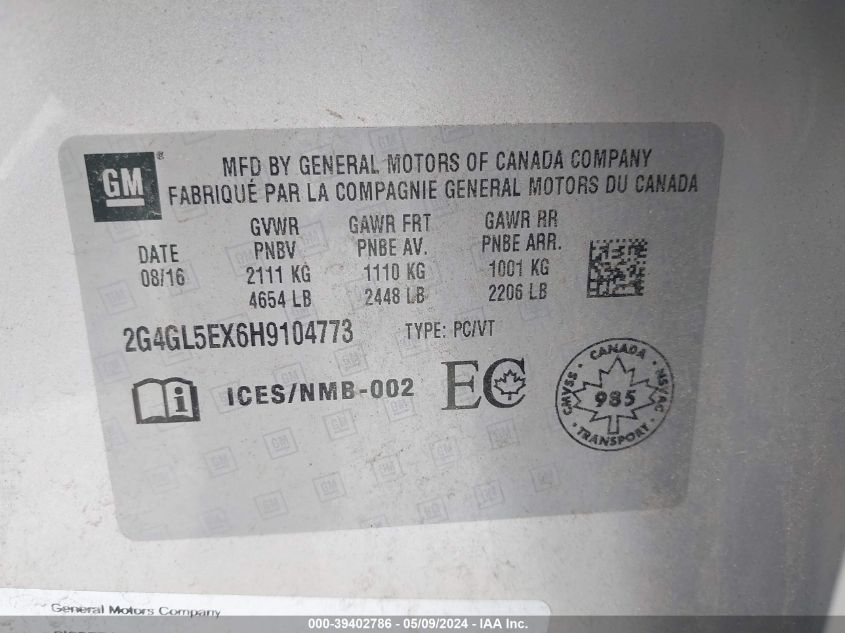 GM
MFD BY GENERAL MOTORS OF CANADA COMPANY
FABRIQUÉ PAR LA COMPAGNIE GENERAL MOTORS DU CANADA
DATE
08/16
GVWR
PNBV
2111 KG
4654 LB
GAWR FRT
PNBE AV.
1110 KG
2448 LB
GAWR RR
PNBE ARR.
1001 KG
2206 LB
2G4GL5EX6H9104773 TYPE: PC/VT
i ICES/NMB-002 EC
CANADA
CMVSS 985 NSVAC
TRANSPORT
General Motors Company
000-39402786 - 05/09/2024 - IAA Inc.